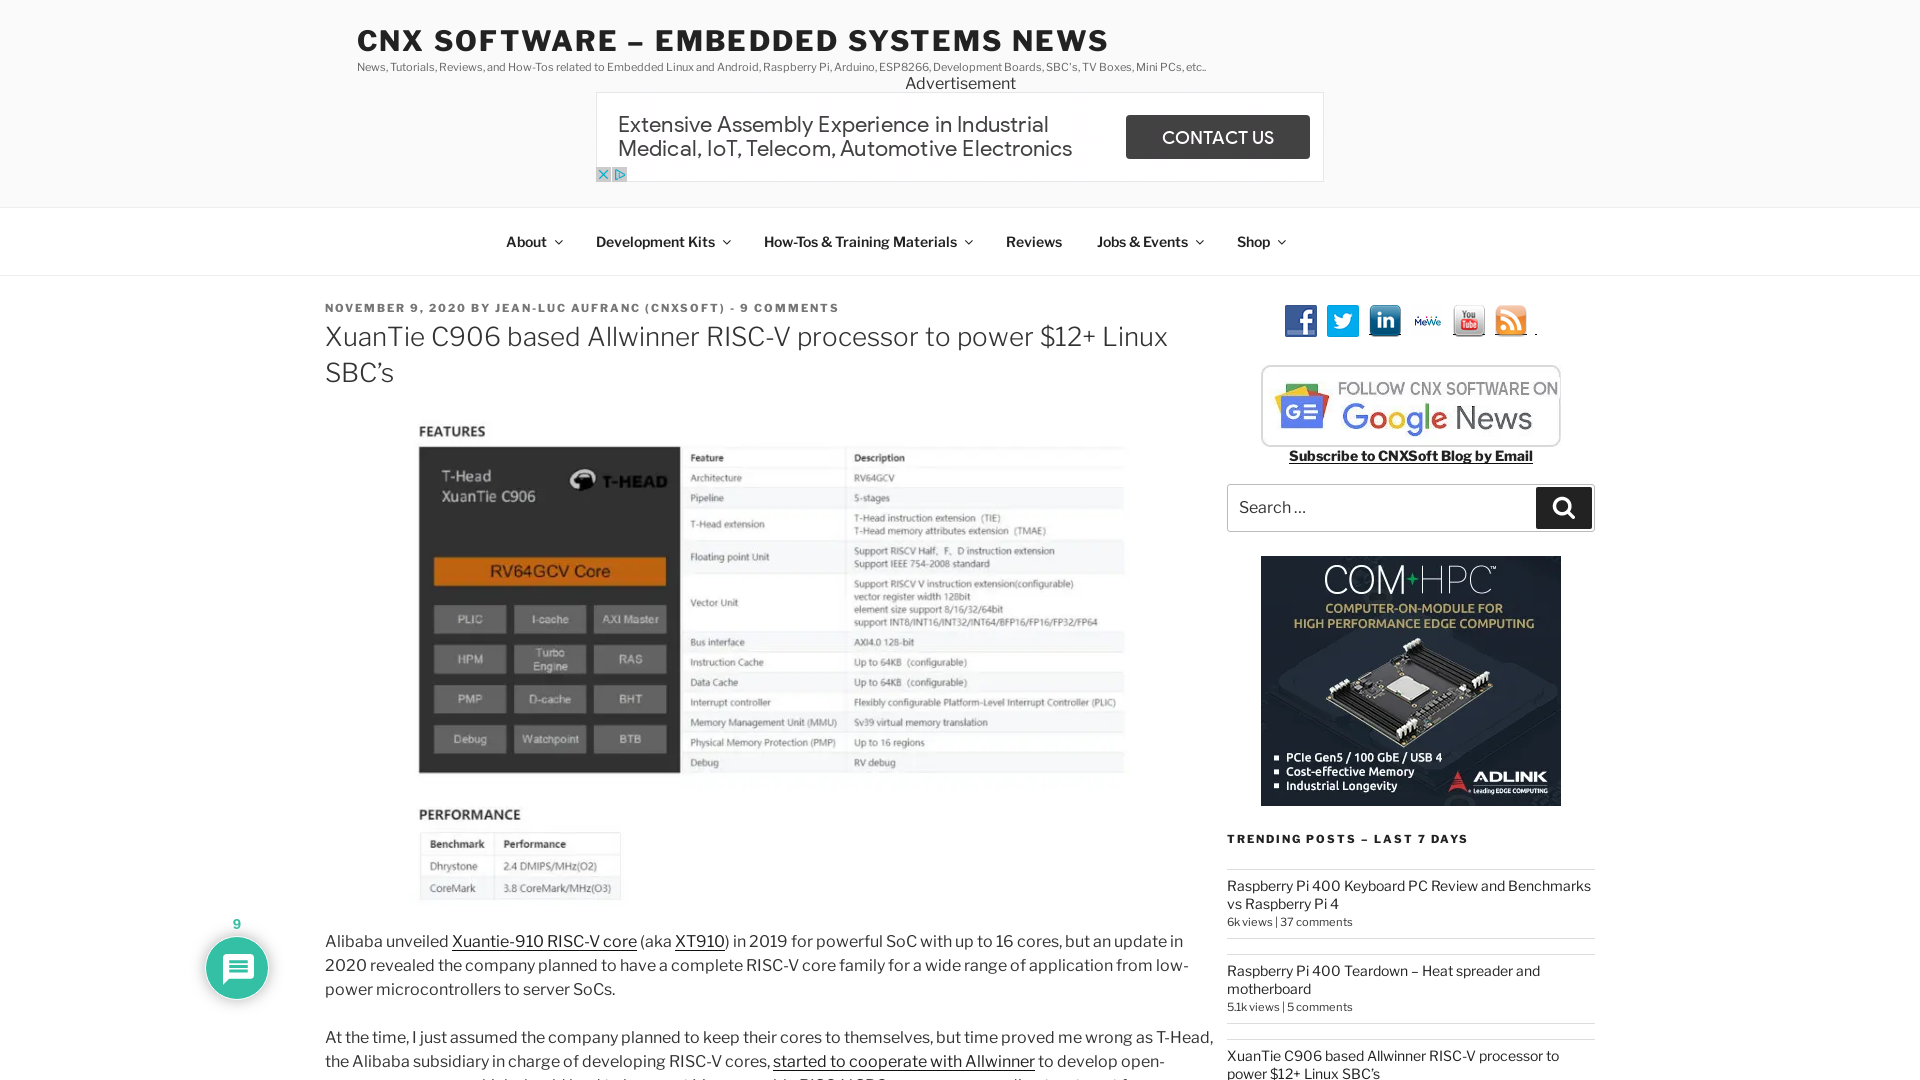 CNX SOFTWARE – EMBEDDED SYSTEMS NEWS
News, Tutorials, Reviews, and How-Tos related to Embedded Linux and Android, Raspberry Pi, Arduino, ESP8266, Development Boards, SBC's, TV Boxes, Mini PCs, etc..
Advertisement
Extensive Assembly Experience in Industrial
Medical, IoT, Telecom, Automotive Electronics
CONTACT US
About
Development Kits
How-Tos & Training Materials
Reviews
Jobs & Events
Shop
NOVEMBER 9, 2020 BY JEAN-LUC AUFRANC (CNXSOFT) - 9 COMMENTS
XuanTie C906 based Allwinner RISC-V processor to power $12+ Linux
SBC’s
FEATURES
T-Head
XuanTie C906
T-HEAD
RV64GCV Core
PLIC I-cache AXI Master
HPM Turbo Engine RAS
PMP D-cache BHT
Debug Watchpoint BTB
Feature Description
Architecture RV64GCV
Pipeline 5-stages
T-Head extension T-Head instruction extension (TIE)
T-Head memory attributes extension (TMAE)
Floating point Unit Support RISCV Half, F, D instruction extension
Support IEEE 754-2008 standard
Vector Unit Support RISCV V instruction extension(configurable)
vector register width 128bit
element size support 8/16/32/64bit
support INT8/INT16/INT32/INT64/BFP16/FP16/FP32/FP64
Bus interface AXI4.0 128-bit
Instruction Cache Up to 64KB (configurable)
Data Cache Up to 64KB (configurable)
Interrupt controller Flexibly configurable Platform-Level Interrupt Controller (PLIC)
Memory Management Unit (MMU) Sv39 virtual memory translation
Physical Memory Protection (PMP) Up to 16 regions
Debug RV debug
PERFORMANCE
Benchmark Performance
Dhrystone 2.4 DMIPS/MHz(O2)
CoreMark 3.8 CoreMark/MHz(O3)
9
Alibaba unveiled Xuantie-910 RISC-V core (aka XT910) in 2019 for powerful SoC with up to 16 cores, but an update in
2020 revealed the company planned to have a complete RISC-V core family for a wide range of application from low-
power microcontrollers to server SoCs.
At the time, I just assumed the company planned to keep their cores to themselves, but time proved me wrong as T-Head,
the Alibaba subsidiary in charge of developing RISC-V cores, started to cooperate with Allwinner to develop open-
in
MeWe
You
Tube
FOLLOW CNX SOFTWARE ON
GE Google News
Subscribe to CNXSoft Blog by Email
Search …
COM HPC™
COMPUTER-ON-MODULE FOR
HIGH PERFORMANCE EDGE COMPUTING
PCIe Gen5 / 100 GbE / USB 4
Cost-effective Memory
Industrial Longevity
ADLINK
Leading EDGE COMPUTING
TRENDING POSTS – LAST 7 DAYS
Raspberry Pi 400 Keyboard PC Review and Benchmarks
vs Raspberry Pi 4
6k views | 37 comments
Raspberry Pi 400 Teardown – Heat spreader and
motherboard
5.1k views | 5 comments
XuanTie C906 based Allwinner RISC-V processor to
power $12+ Linux SBC’s